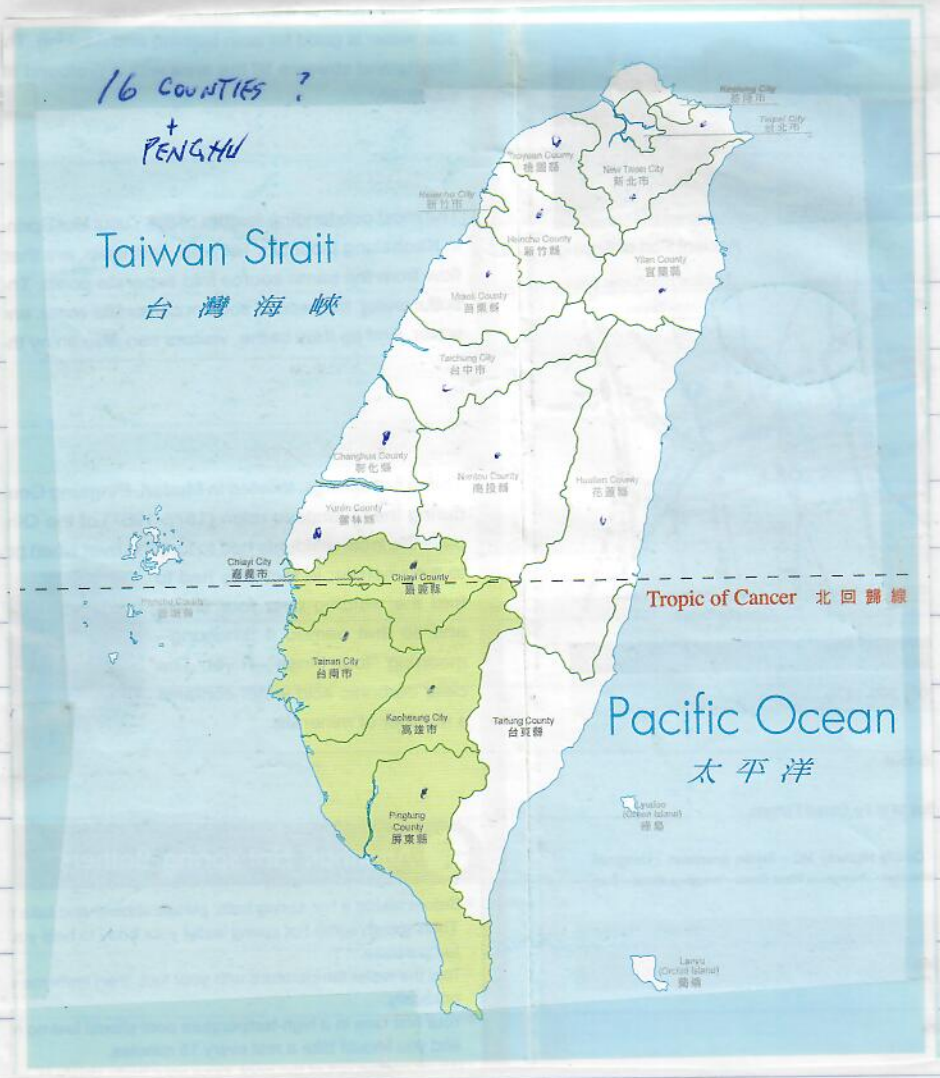 16 COUNTIES ?
+
PENGHU
Keelung City
基隆市
Taipei City
台北市
Taoyuan County
桃園縣
New Taipei City
新北市
Hsinchu City
新竹市
Hsinchu County
新竹縣
Yilan County
宜蘭縣
Taiwan Strait
台灣海峽
Miaoli County
苗栗縣
Taichung City
台中市
Changhua County
彰化縣
Nantou County
南投縣
Hualien County
花蓮縣
Yunlin County
雲林縣
Chiayi City
嘉義市
Chiayi County
嘉義縣
Tropic of Cancer 北回歸線
Penghu County
澎湖縣
Tainan City
台南市
Kaohsiung City
高雄市
Taitung County
台東縣
Pacific Ocean
太平洋
Pingtung
County
屏東縣
Lyudao
(Green Island)
綠島
Lanyu
(Orchid Island)
蘭嶼